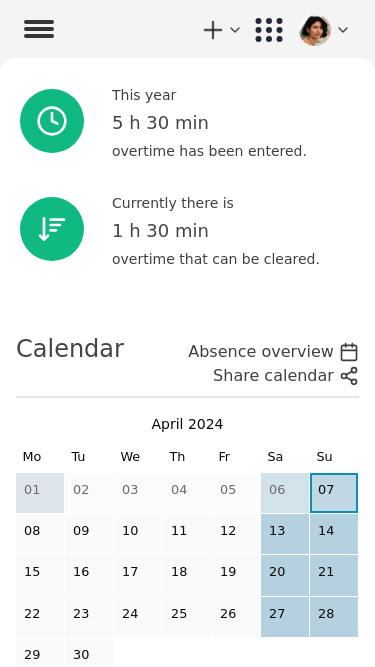 This year
5 h 30 min
overtime has been entered.
Currently there is
1 h 30 min
overtime that can be cleared.
Calendar
Absence overview
Share calendar
April 2024
Mo Tu We Th Fr Sa Su
01 02 03 04 05 06 07
08 09 10 11 12 13 14
15 16 17 18 19 20 21
22 23 24 25 26 27 28
29 30